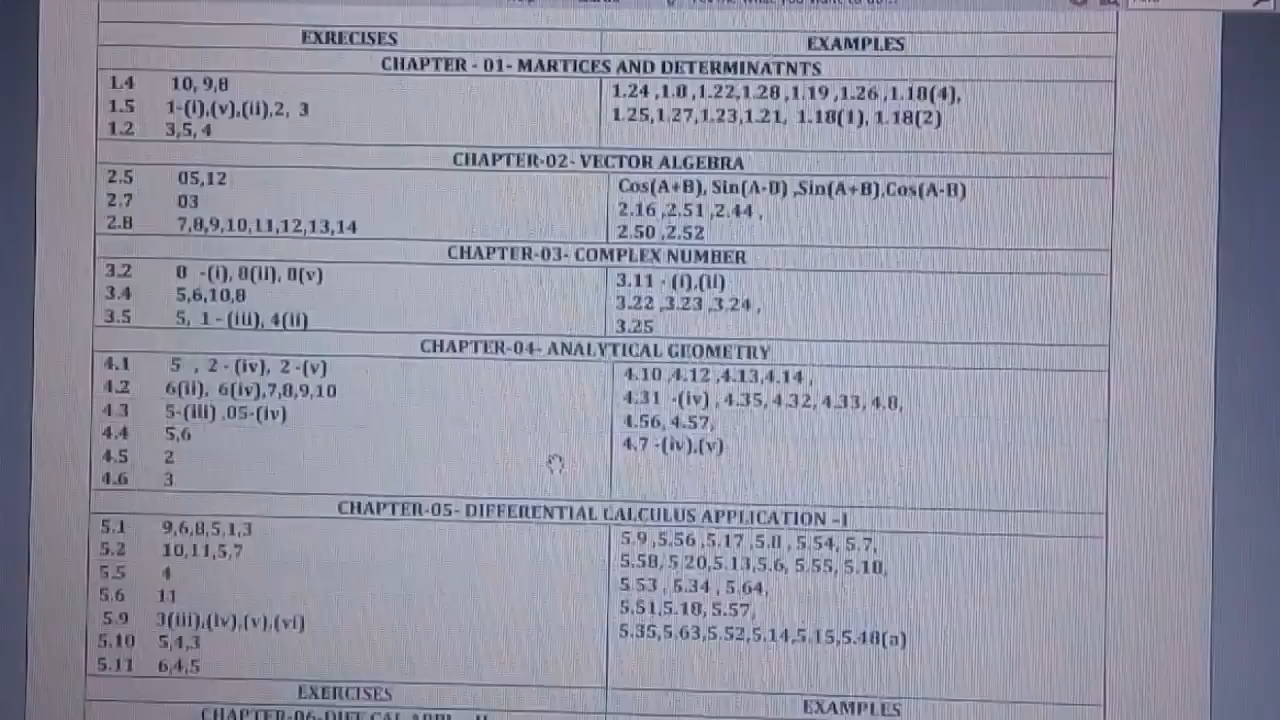 EXRECISES EXAMPLES
CHAPTER - 01- MARTICES AND DETERMINATNTS
1.4 10, 9,8
1.5 1-(i),(v),(ii),2, 3
1.2 3,5, 4
1.24 ,1.8 ,1.22,1.28 ,1.19 ,1.26 ,1.18(4),
1.25,1.27,1.23,1.21, 1.18(1), 1.18(2)
CHAPTER-02- VECTOR ALGEBRA
2.5 05,12
2.7 03
2.8 7,8,9,10,11,12,13,14
Cos(A+B), Sin(A-B) ,Sin(A+B),Cos(A-B)
2.16 ,2.51 ,2.44 ,
2.50 ,2.52
CHAPTER-03- COMPLEX NUMBER
3.2 8 -(i), 8(ii), 8(v)
3.4 5,6,10,8
3.5 5, 1 - (iii), 4(ii)
3.11 - (i),(ii)
3.22 ,3.23 ,3.24 ,
3.25
CHAPTER-04- ANALYTICAL GEOMETRY
4.1 5 , 2 - (iv), 2 -(v)
4.2 6(ii), 6(iv),7,8,9,10
4.3 5-(iii) ,05-(iv)
4.4 5,6
4.5 2
4.6 3
4.10 ,4.12 ,4.13,4.14 ,
4.31 -(iv) , 4.35, 4.32, 4.33, 4.8,
4.56, 4.57,
4.7 -(iv),(v)
CHAPTER-05- DIFFERENTIAL CALCULUS APPLICATION -I
5.1 9,6,8,5,1,3
5.2 10,11,5,7
5.5 4
5.6 11
5.9 3(iii),(iv),(v),(vi)
5.10 5,4,3
5.11 6,4,5
5.9 ,5.56 ,5.17 ,5.8 , 5.54, 5.7,
5.58, 5.20,5.13,5.6, 5.55, 5.10,
5.53 , 5.34 , 5.64,
5.51,5.18, 5.57,
5.35,5.63,5.52,5.14,5.15,5.48(a)
EXERCISES EXAMPLES